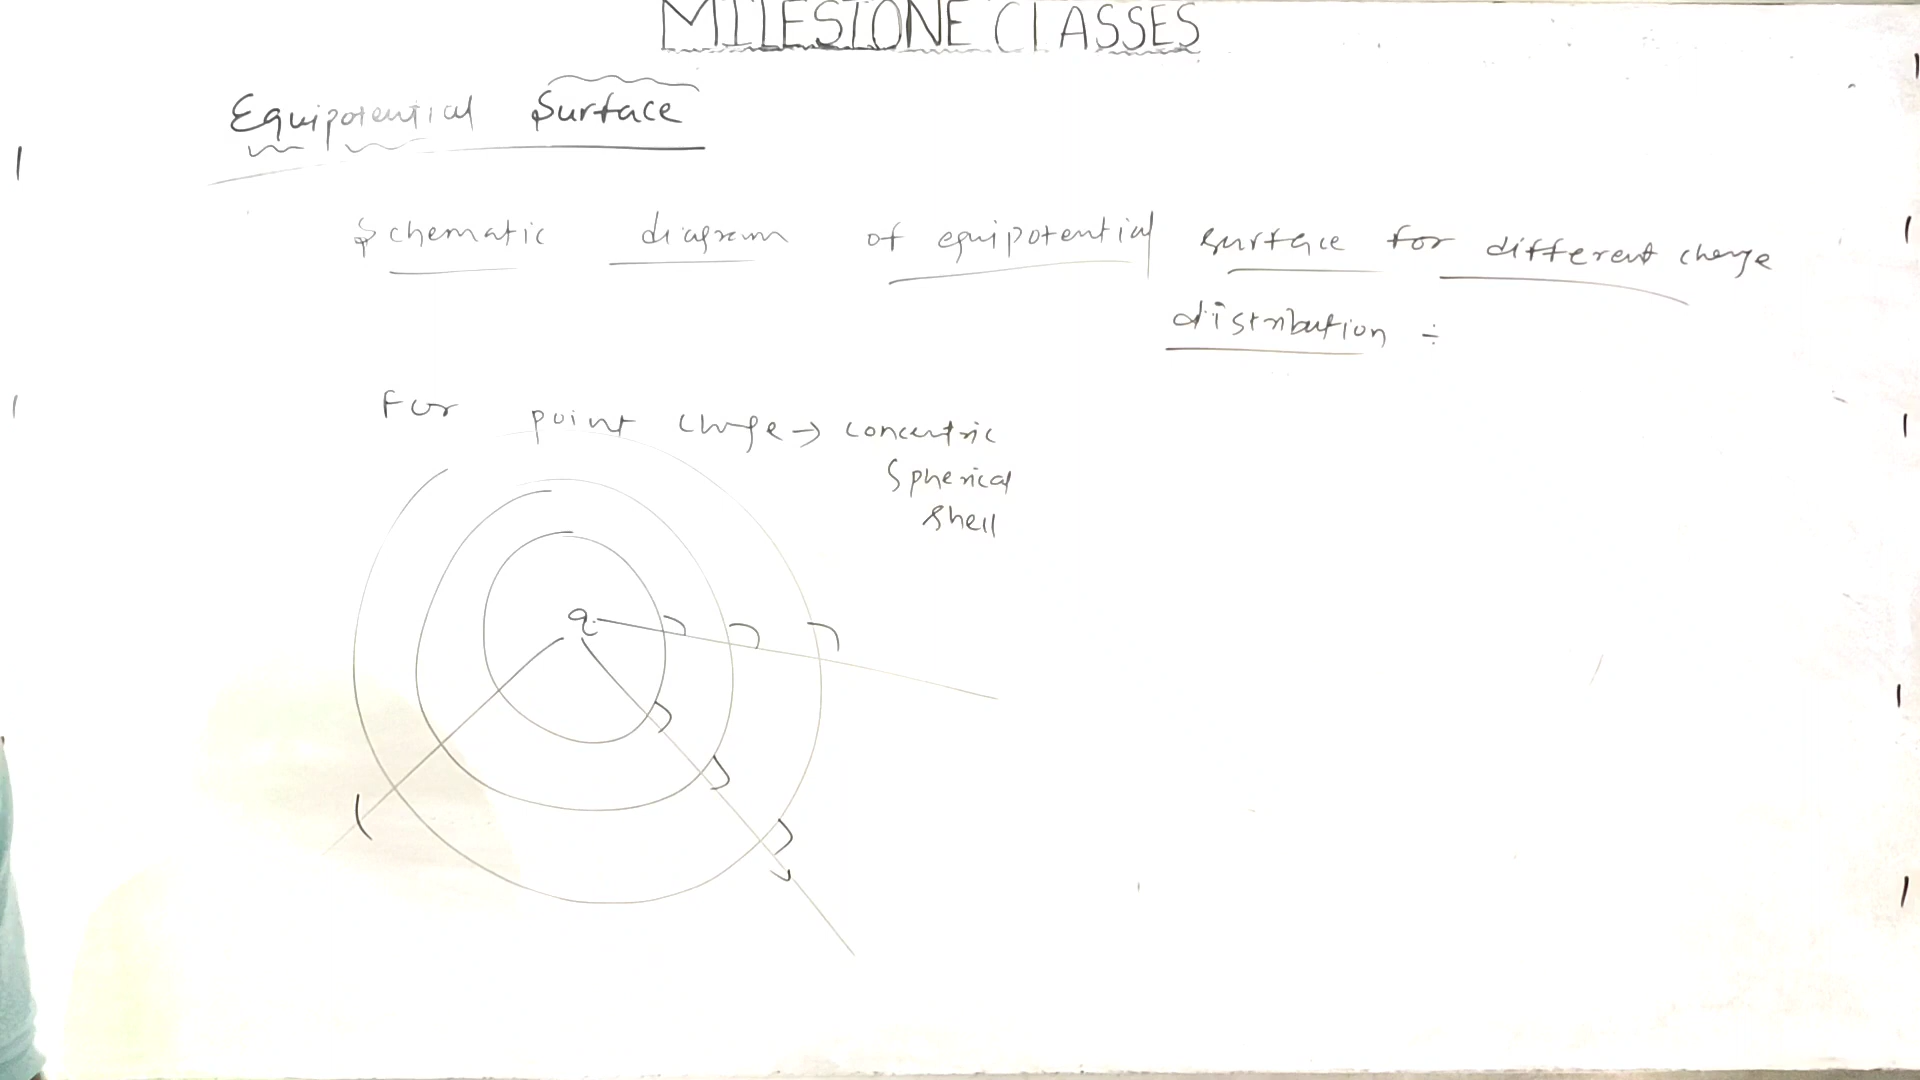 MILESTONE CLASSES
Equipotential Surface
Schematic diagram of equipotential surface for different charge
distribution ÷
For point charge → concentric
Spherical
Shell
q